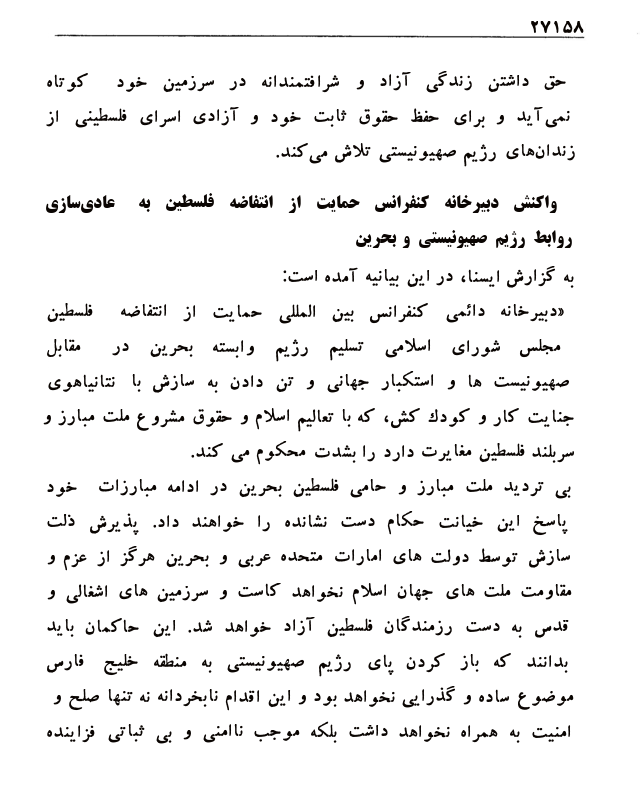 ۲۷۱۵۸
حق داشتن زندگی آزاد و شرافتمندانه در سرزمین خود کوتاه
نمی‌آید و برای حفظ حقوق ثابت خود و آزادی اسرای فلسطینی از
زندان‌های رژیم صهیونیستی تلاش می‌کند.
واکنش دبیرخانه کنفرانس حمایت از انتفاضه فلسطین به عادی‌سازی
روابط رژیم صهیونیستی و بحرین
به گزارش ایسنا، در این بیانیه آمده است:
«دبیرخانه دائمی کنفرانس بین المللی حمایت از انتفاضه فلسطین
مجلس شورای اسلامی تسلیم رژیم وابسته بحرین در مقابل
صهیونیست ها و استکبار جهانی و تن دادن به سازش با نتانیاهوی
جنایت کار و کودك کش، که با تعالیم اسلام و حقوق مشروع ملت مبارز و
سربلند فلسطین مغایرت دارد را بشدت محکوم می کند.
بی تردید ملت مبارز و حامی فلسطین بحرین در ادامه مبارزات خود
پاسخ این خیانت حکام دست نشانده را خواهند داد. پذیرش ذلت
سازش توسط دولت های امارات متحده عربی و بحرین هرگز از عزم و
مقاومت ملت های جهان اسلام نخواهد کاست و سرزمین های اشغالی و
قدس به دست رزمندگان فلسطین آزاد خواهد شد. این حاکمان باید
بدانند که باز کردن پای رژیم صهیونیستی به منطقه خلیج فارس
موضوع ساده و گذرایی نخواهد بود و این اقدام نابخردانه نه تنها صلح و
امنیت به همراه نخواهد داشت بلکه موجب ناامنی و بی ثباتی فزاینده